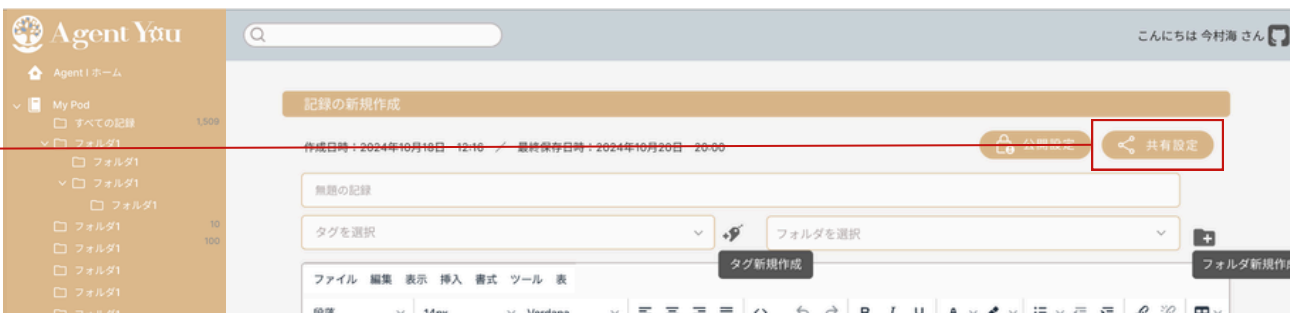 Agent You
こんにちは 今村海 さん
Agent I ホーム
My Pod
すべての記録 1,509
フォルダ1
フォルダ1
フォルダ1
フォルダ1
フォルダ1 10
フォルダ1 100
フォルダ1
フォルダ1
記録の新規作成
作成日時：2024年10月18日 12:16 ／ 最終保存日時：2024年10月20日 20:00
公開設定
共有設定
無題の記録
タグを選択
フォルダを選択
タグ新規作成
フォルダ新規作
ファイル 編集 表示 挿入 書式 ツール 表
段落 14px Verdana B I U A